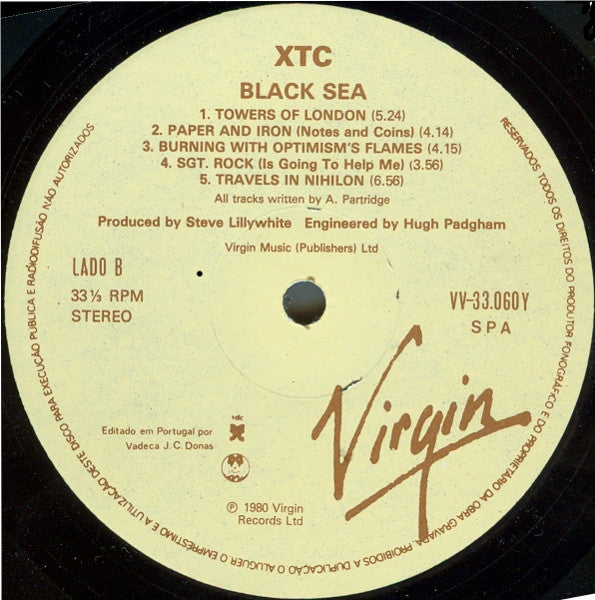 XTC
BLACK SEA
1. TOWERS OF LONDON (5.24)
2. PAPER AND IRON (Notes and Coins) (4.14)
3. BURNING WITH OPTIMISM'S FLAMES (4.15)
4. SGT. ROCK (Is Going To Help Me) (3.56)
5. TRAVELS IN NIHILON (6.56)
All tracks written by A. Partridge
Produced by Steve Lillywhite Engineered by Hugh Padgham
Virgin Music (Publishers) Ltd
LADO B
33⅓ RPM
STEREO
VV-33.060Y
SPA
Virgin
Editado em Portugal por
Vadeca J. C. Donas
vdc
℗ 1980 Virgin
Records Ltd
RESERVADOS TODOS OS DIREITOS DO PRODUTOR FONOGRÁFICO E DO PROPRIETÁRIO DA OBRA GRAVADA, PROIBIDOS A DUPLICAÇÃO O ALUGUER O EMPRÉSTIMO E A UTILIZAÇÃO DESTE DISCO PARA EXECUÇÃO PÚBLICA E RADIODIFUSÃO NÃO AUTORIZADOS